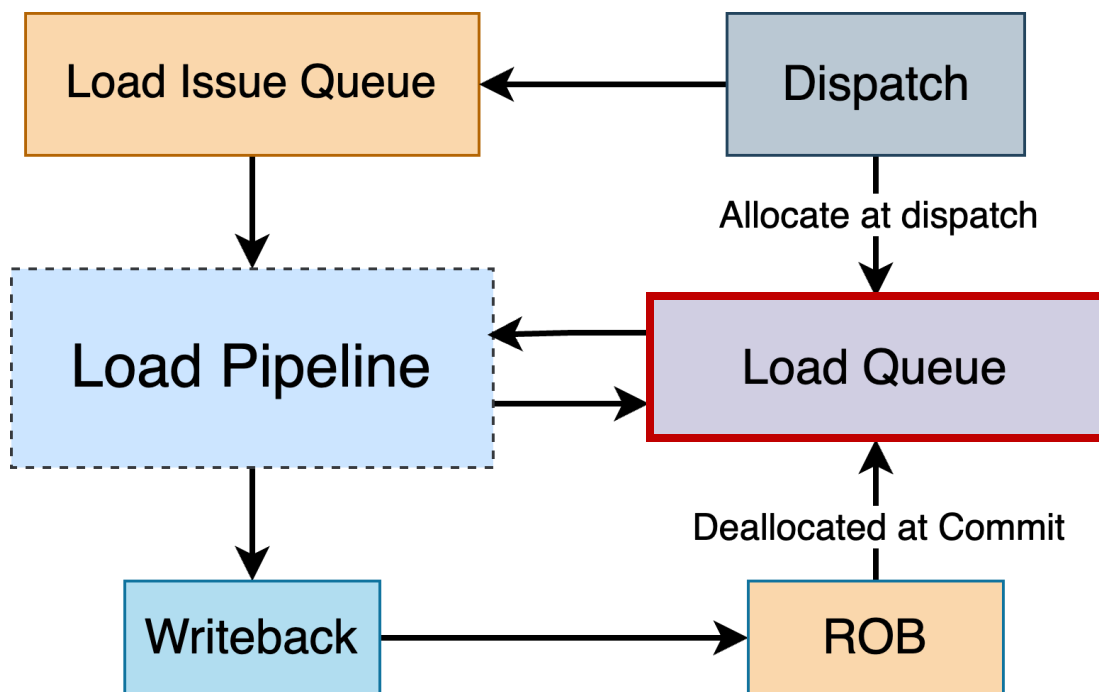 Load Issue Queue
Dispatch
Allocate at dispatch
Load Pipeline
Load Queue
Deallocated at Commit
Writeback
ROB